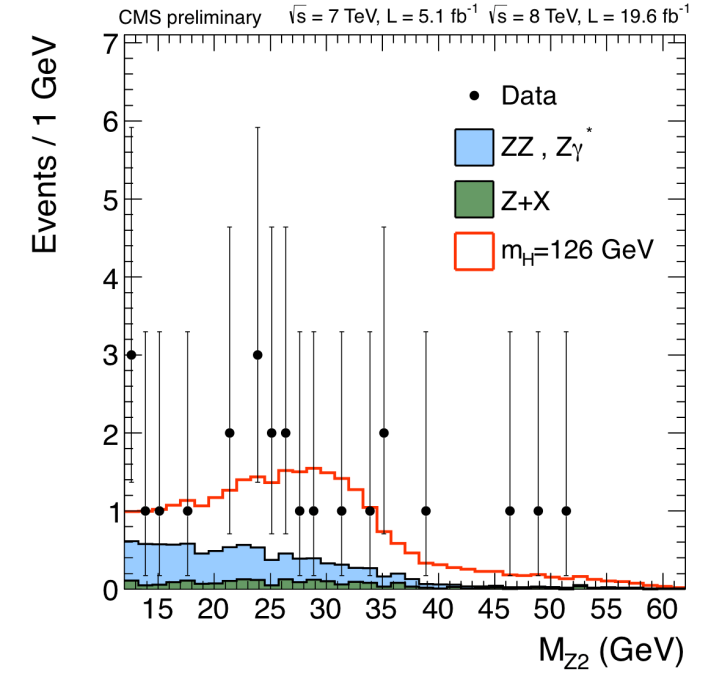 CMS preliminary √s = 7 TeV, L = 5.1 fb⁻¹ √s = 8 TeV, L = 19.6 fb⁻¹
Events / 1 GeV
7
6
5
4
3
2
1
0
Data
ZZ , Zγ*
Z+X
m_H=126 GeV
15 20 25 30 35 40 45 50 55 60
M_Z2 (GeV)